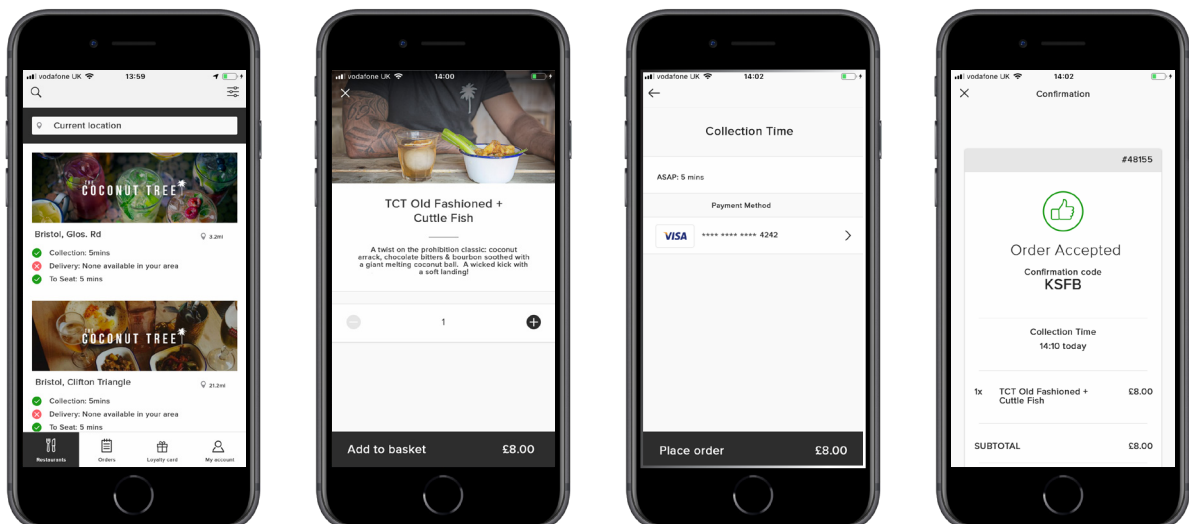 vodafone UK 13:59
Current location
THE
COCONUT TREE
Bristol, Glos. Rd 3.2mi
Collection: 5mins
Delivery: None available in your area
To Seat: 5 mins
THE
COCONUT TREE
Bristol, Clifton Triangle 21.2mi
Collection: 5mins
Delivery: None available in your area
To Seat: 5 mins
Restaurants Orders Loyalty card My account
vodafone UK 14:00
TCT Old Fashioned +
Cuttle Fish
A twist on the prohibition classic: coconut
arrack, chocolate bitters & bourbon soothed with
a giant melting coconut ball. A wicked kick with
a soft landing!
1
Add to basket £8.00
vodafone UK 14:02
Collection Time
ASAP: 5 mins
Payment Method
VISA **** **** **** 4242
Place order £8.00
vodafone UK 14:02
Confirmation
#48155
Order Accepted
Confirmation code
KSFB
Collection Time
14:10 today
1x TCT Old Fashioned + £8.00
Cuttle Fish
SUBTOTAL £8.00